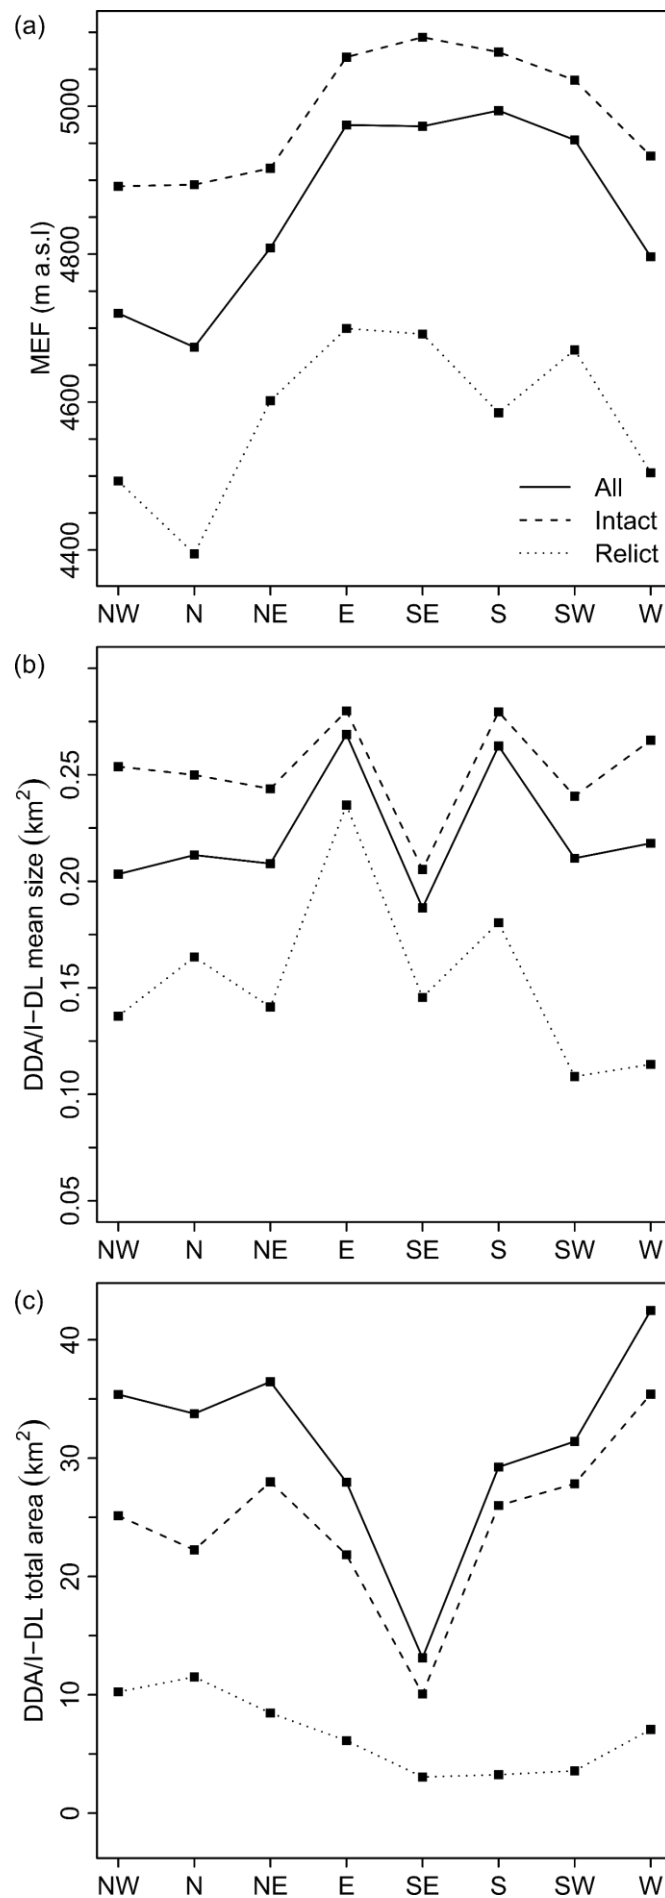 (a)
MEF (m a.s.l)
5000
4800
4600
4400
All
Intact
Relict
NW N NE E SE S SW W
(b)
DDA/I−DL mean size (km²)
0.25
0.20
0.15
0.10
0.05
NW N NE E SE S SW W
(c)
DDA/I−DL total area (km²)
40
30
20
10
0
NW N NE E SE S SW W